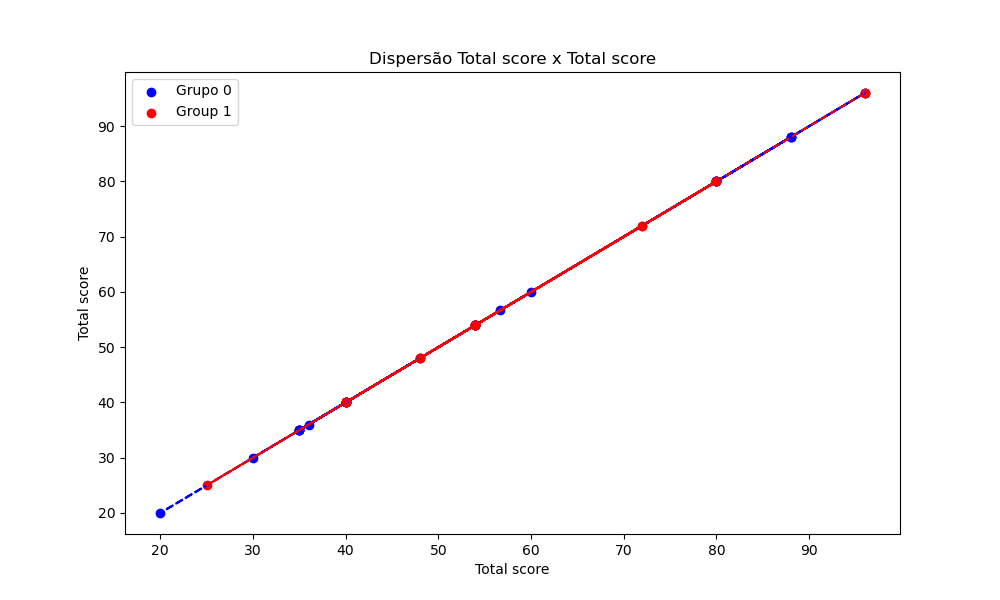 Dispersão Total score x Total score
Grupo 0
Group 1
Total score
90
80
70
60
50
40
30
20
20 30 40 50 60 70 80 90
Total score